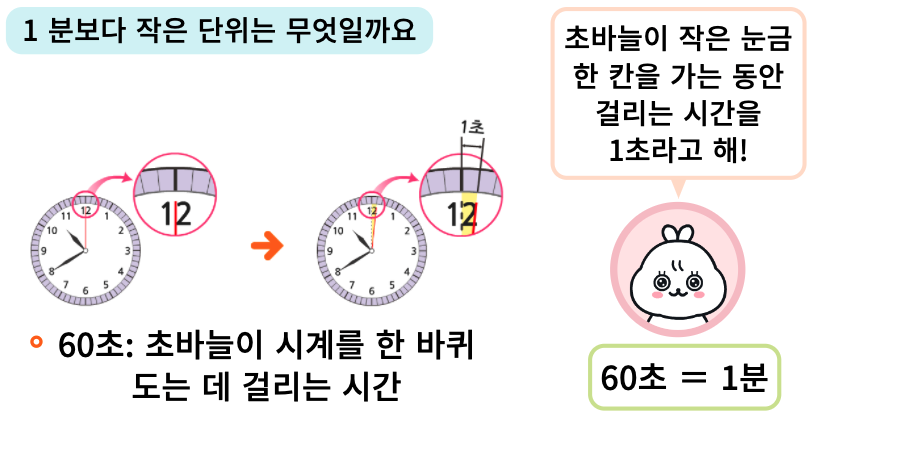 1 분보다 작은 단위는 무엇일까요
초바늘이 작은 눈금
한 칸을 가는 동안
걸리는 시간을
1초라고 해!
1초
12
12
11 12 1
10 2
9 3
8 4
7 6 5
11 12 1
10 2
9 3
8 4
7 6 5
60초: 초바늘이 시계를 한 바퀴
도는 데 걸리는 시간
60초 = 1분